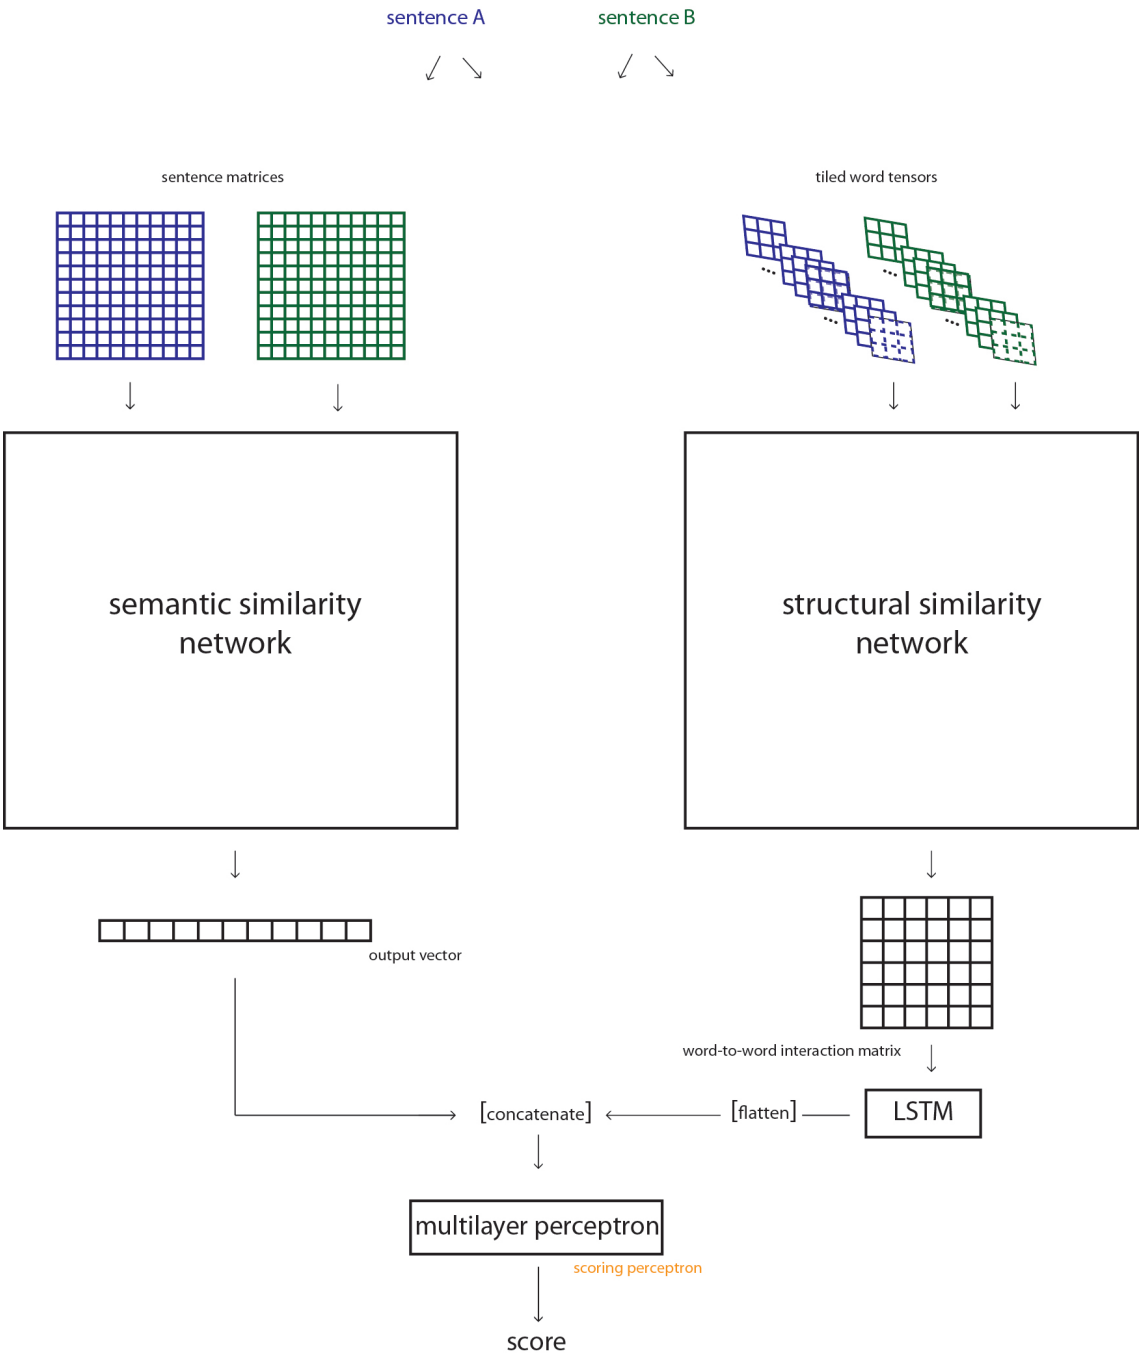 sentence A
sentence B
sentence matrices
tiled word tensors
semantic similarity
network
structural similarity
network
output vector
word-to-word interaction matrix
[concatenate]
[flatten]
LSTM
multilayer perceptron
scoring perceptron
score